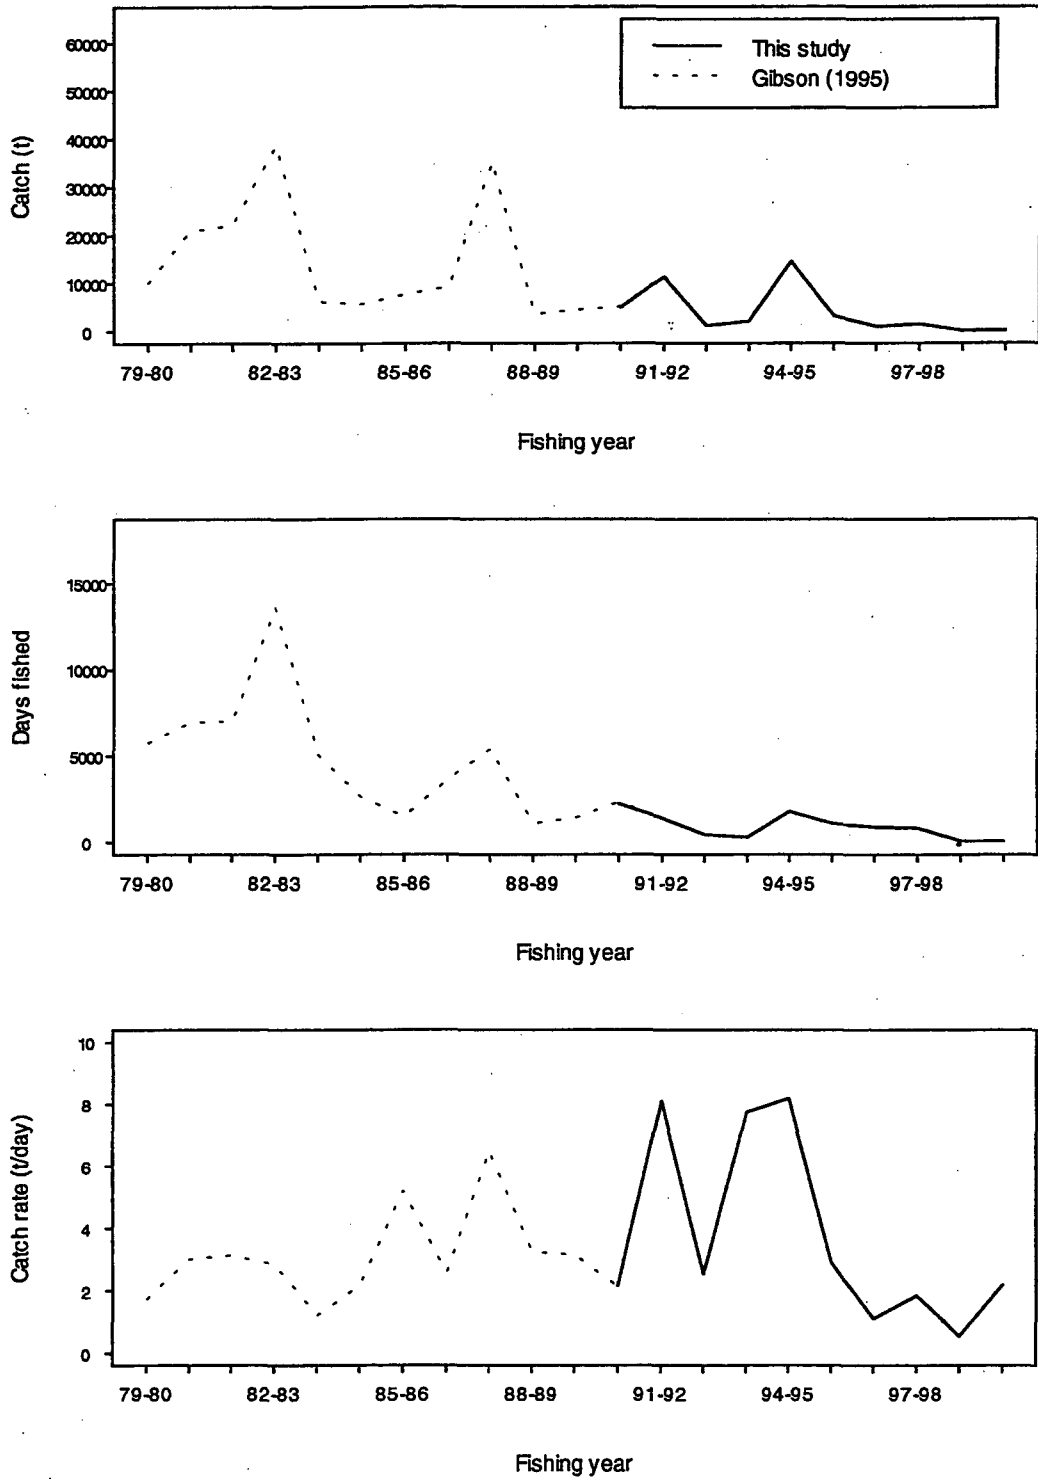 This study
Gibson (1995)
Catch (t)
60000
50000
40000
30000
20000
10000
0
79-80 82-83 85-86 88-89 91-92 94-95 97-98
Fishing year
Days fished
15000
10000
5000
0
79-80 82-83 85-86 88-89 91-92 94-95 97-98
Fishing year
Catch rate (t/day)
10
8
6
4
2
0
79-80 82-83 85-86 88-89 91-92 94-95 97-98
Fishing year